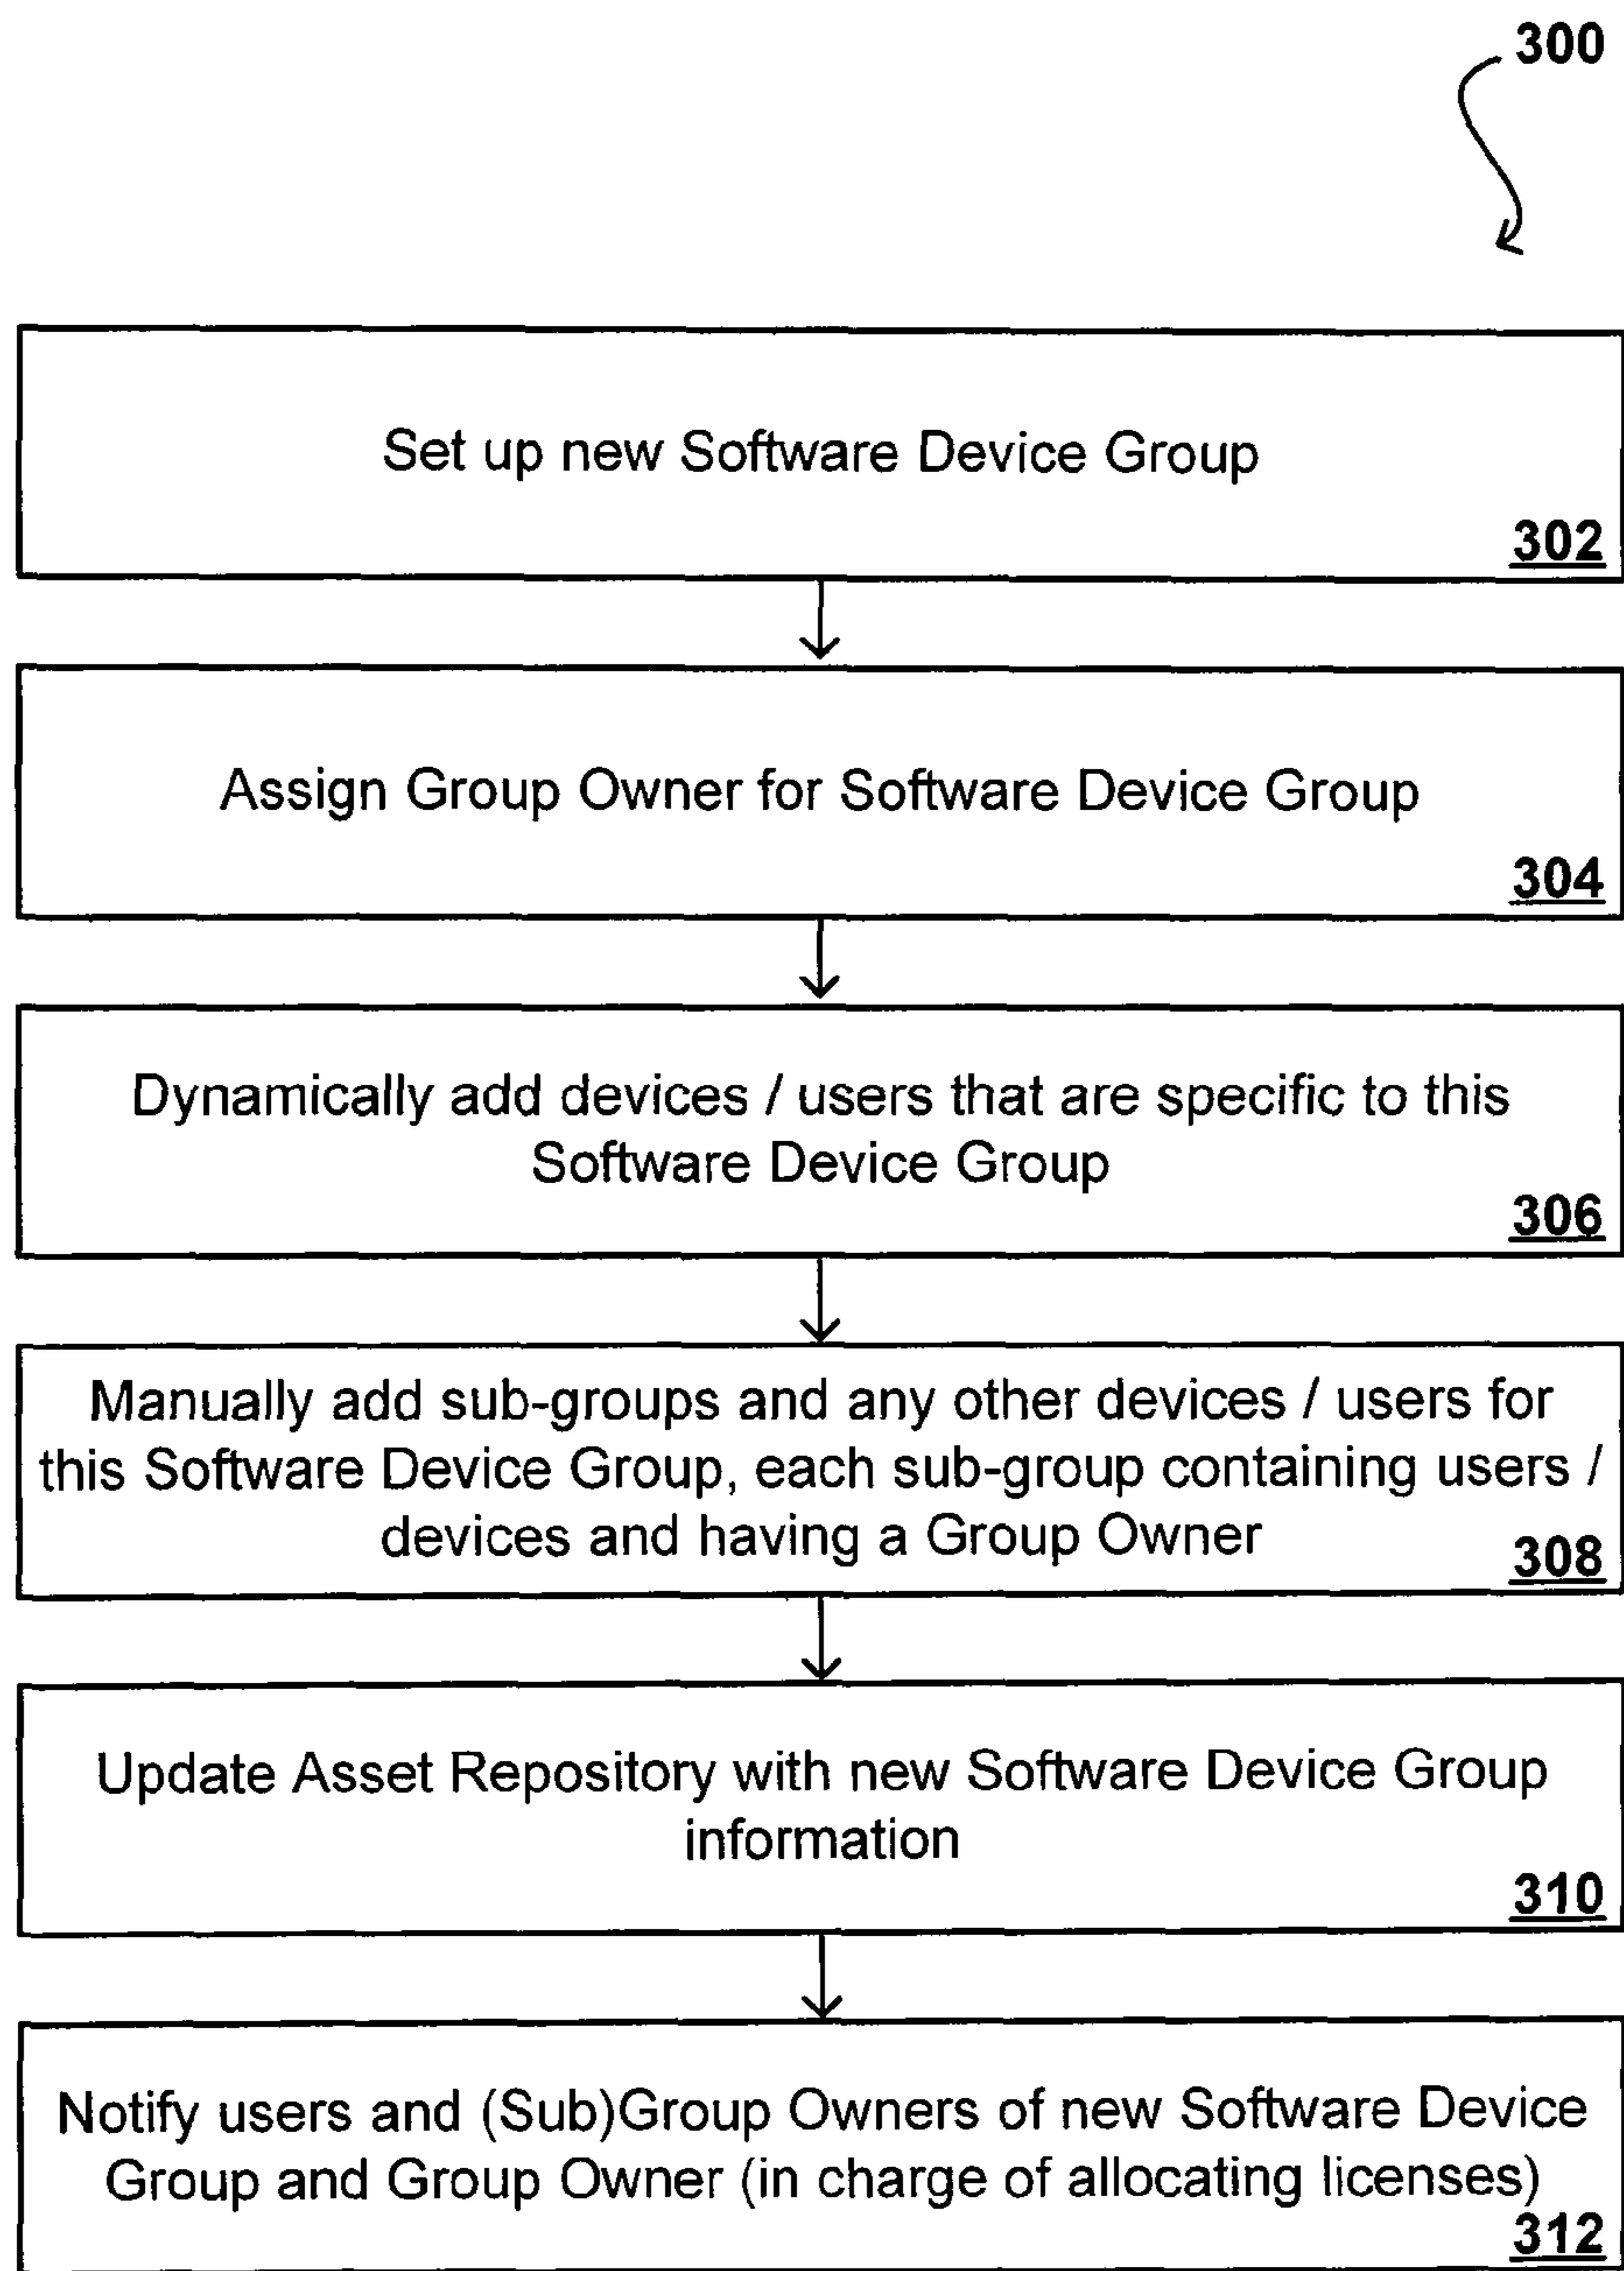 300
Set up new Software Device Group
302
Assign Group Owner for Software Device Group
304
Dynamically add devices / users that are specific to this
Software Device Group
306
Manually add sub-groups and any other devices / users for
this Software Device Group, each sub-group containing users /
devices and having a Group Owner
308
Update Asset Repository with new Software Device Group
information
310
Notify users and (Sub)Group Owners of new Software Device
Group and Group Owner (in charge of allocating licenses)
312